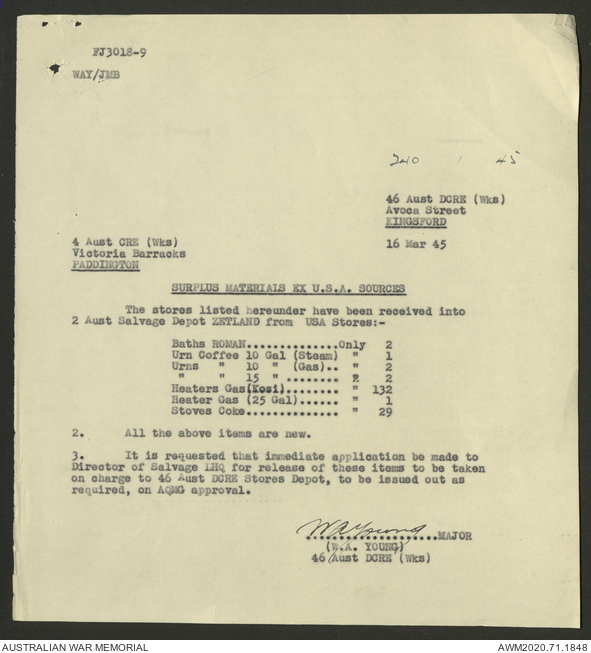 FJ3018-9
WAY/JMB
240 / 45
46 Aust DCRE (Wks)
Avoca Street
KINGSFORD
16 Mar 45
4 Aust CRE (Wks)
Victoria Barracks
PADDINGTON
SURPLUS MATERIALS EX U.S.A. SOURCES
The stores listed hereunder have been received into
2 Aust Salvage Depot ZETLAND from USA Stores:-
Baths ROMAN..............Only 2
Urn Coffee 10 Gal (Steam) " 1
Urns " 10 " (Gas).. " 2
" " 15 " ........ " 2
Heaters Gas(Kosi)........ " 132
Heater Gas (25 Gal)...... " 1
Stoves Coke.............. " 29
2. All the above items are new.
3. It is requested that immediate application be made to
Director of Salvage LHQ for release of these items to be taken
on charge to 46 Aust DCRE Stores Depot, to be issued out as
required, on AQMG approval.
WAYoung
....................MAJOR
(W.A. YOUNG)
46 Aust DCRE (Wks)
AUSTRALIAN WAR MEMORIAL
AWM2020.71.1848